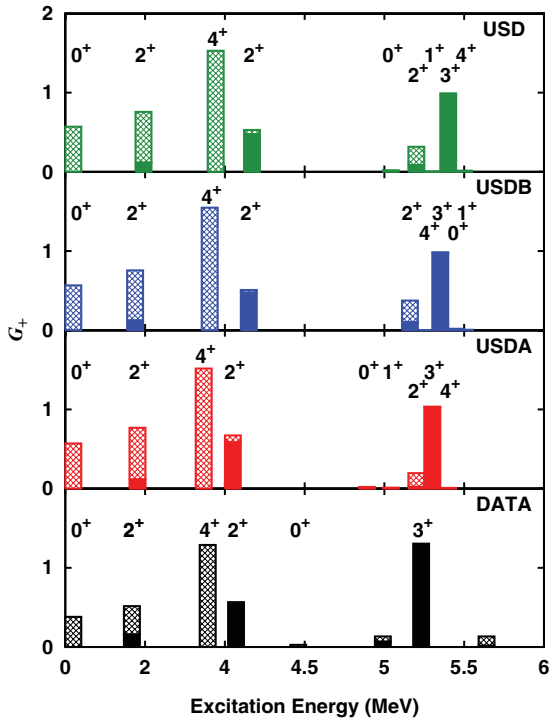 2
USD
4⁺
0⁺ 2⁺ 2⁺ 0⁺ 1⁺ 4⁺
2⁺ 3⁺
1
0
USDB
4⁺
0⁺ 2⁺ 2⁺ 2⁺ 3⁺ 1⁺
4⁺ 0⁺
1
0
G₊
USDA
4⁺
0⁺ 2⁺ 2⁺ 0⁺ 1⁺ 3⁺
2⁺ 4⁺
1
0
DATA
0⁺ 2⁺ 4⁺ 2⁺ 0⁺ 3⁺
1
0
0 2 4 4.5 5 5.5 6
Excitation Energy (MeV)